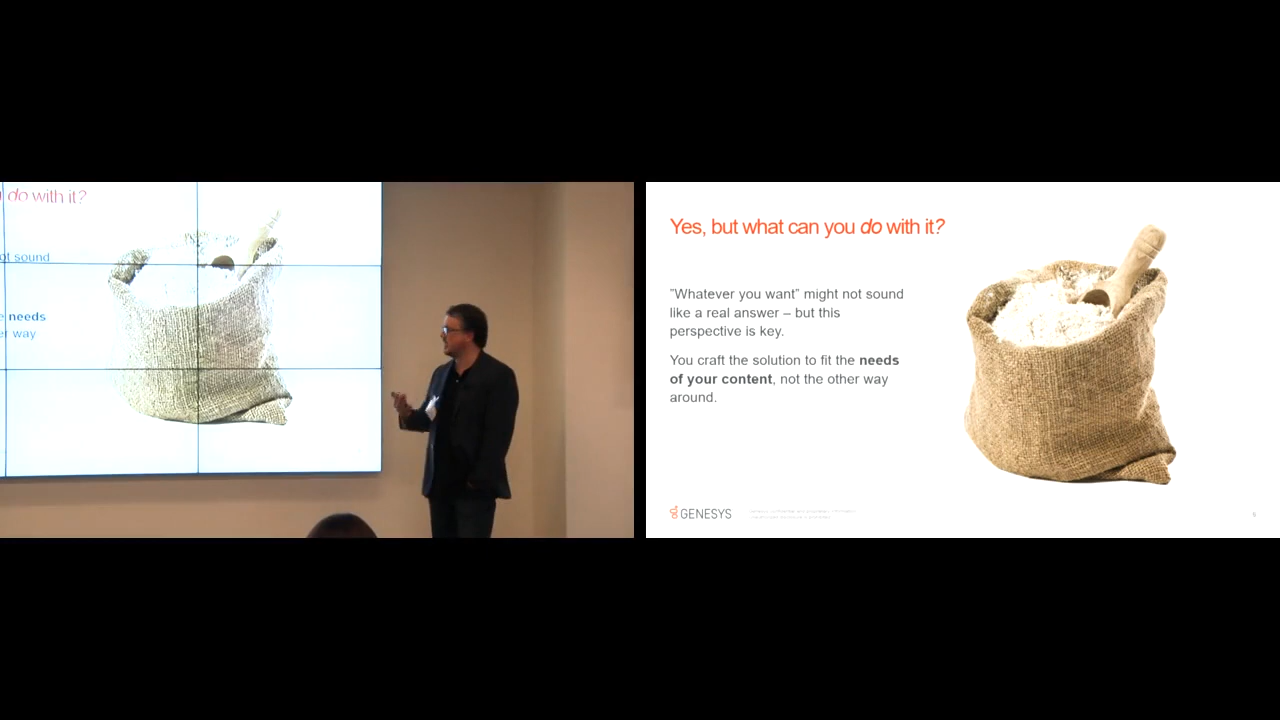 do with it?
ot sound
needs
er way
Yes, but what can you do with it?
"Whatever you want” might not sound
like a real answer – but this
perspective is key.
You craft the solution to fit the needs
of your content, not the other way
around.
GENESYS